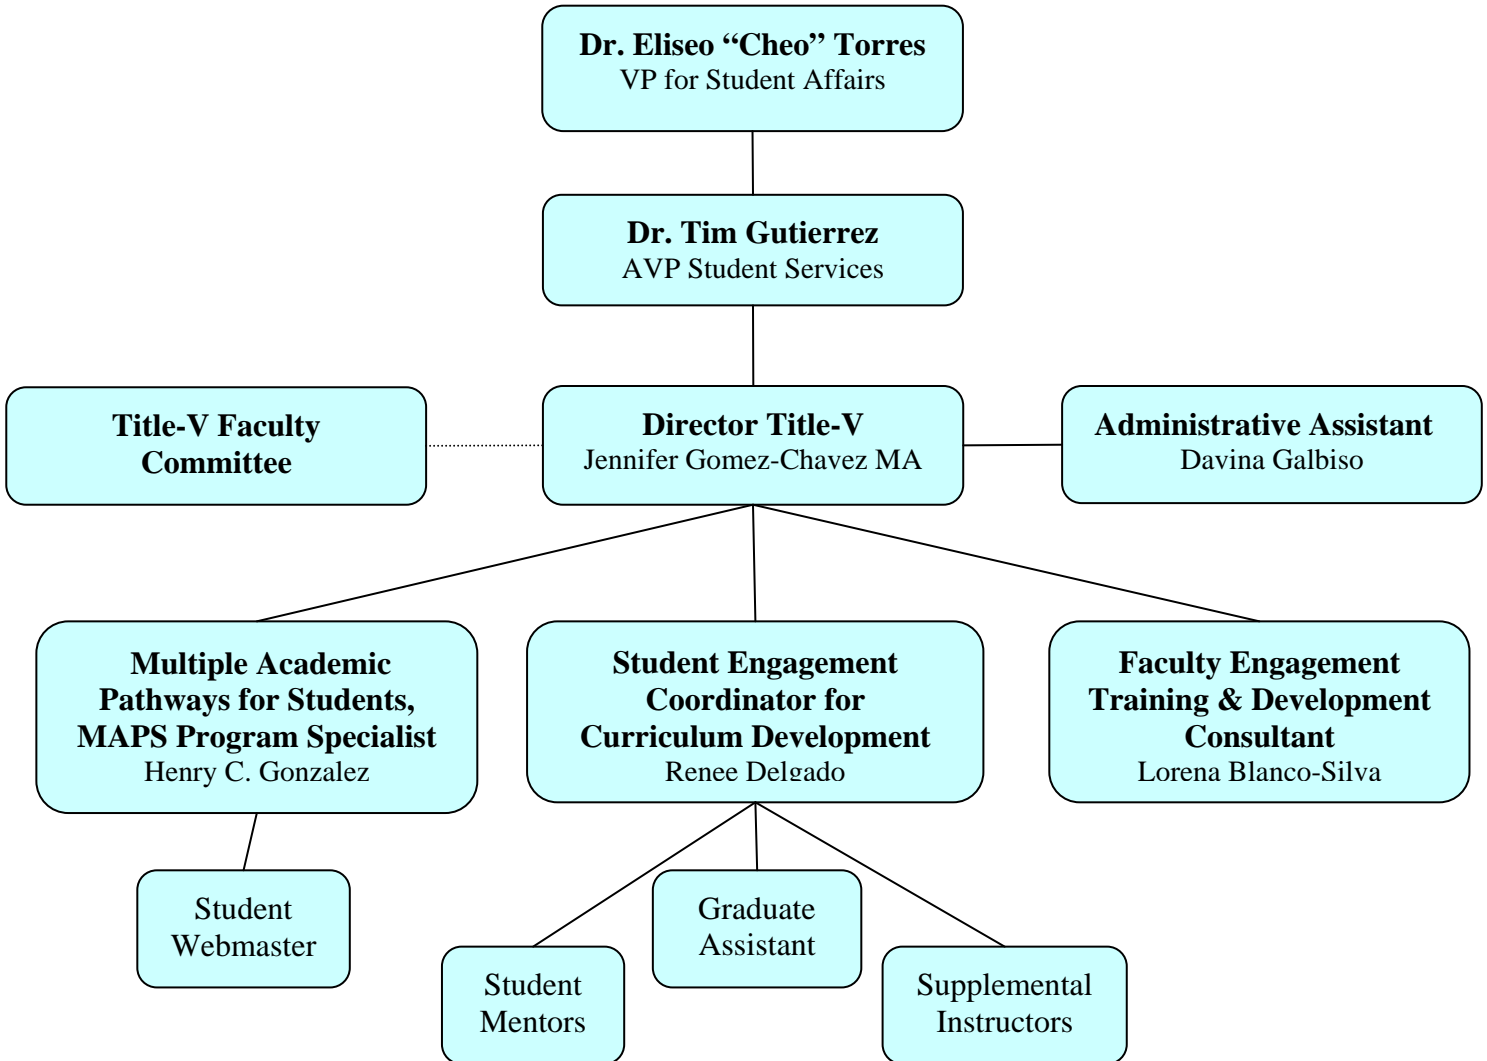 Dr. Eliseo “Cheo” Torres
VP for Student Affairs
Dr. Tim Gutierrez
AVP Student Services
Title-V Faculty
Committee
Director Title-V
Jennifer Gomez-Chavez MA
Administrative Assistant
Davina Galbiso
Multiple Academic
Pathways for Students,
MAPS Program Specialist
Henry C. Gonzalez
Student Engagement
Coordinator for
Curriculum Development
Renee Delgado
Faculty Engagement
Training & Development
Consultant
Lorena Blanco-Silva
Student
Webmaster
Graduate
Assistant
Student
Mentors
Supplemental
Instructors